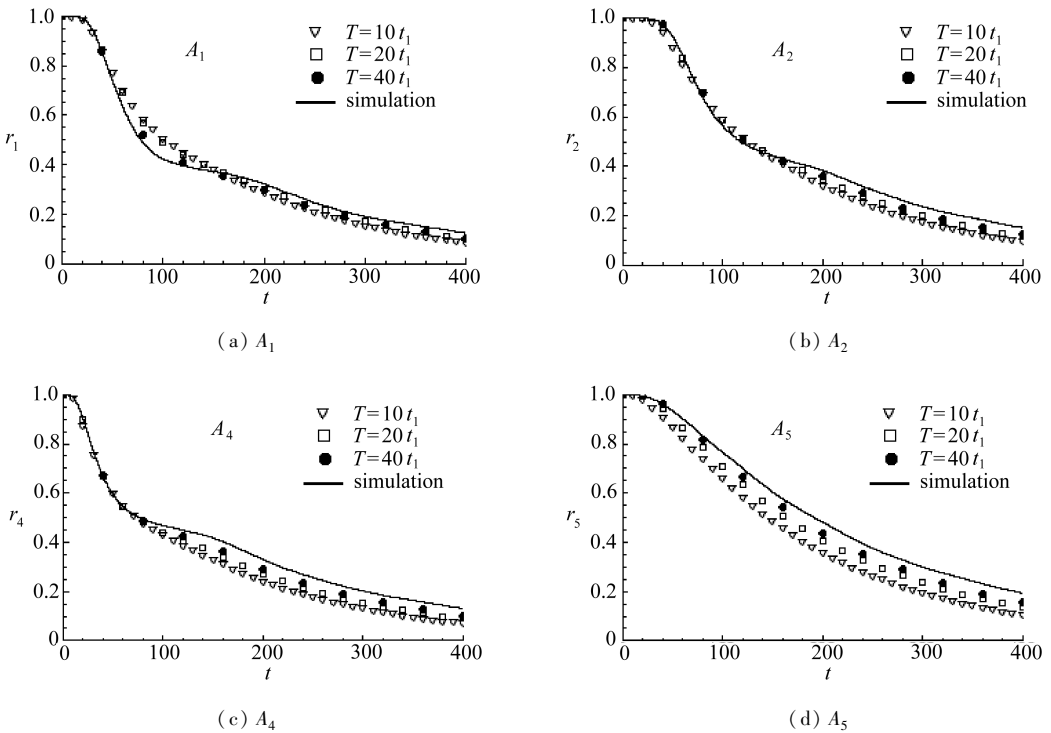 1.0
0.8
0.6
0.4
0.2
0
r₁
A₁
T=10 t₁
T=20 t₁
T=40 t₁
simulation
0 100 200 300 400
t
(a) A₁
1.0
0.8
0.6
0.4
0.2
0
r₂
A₂
T=10 t₁
T=20 t₁
T=40 t₁
simulation
0 100 200 300 400
t
(b) A₂
1.0
0.8
0.6
0.4
0.2
0
r₄
A₄
T=10 t₁
T=20 t₁
T=40 t₁
simulation
0 100 200 300 400
t
(c) A₄
1.0
0.8
0.6
0.4
0.2
0
r₅
A₅
T=10 t₁
T=20 t₁
T=40 t₁
simulation
0 100 200 300 400
t
(d) A₅